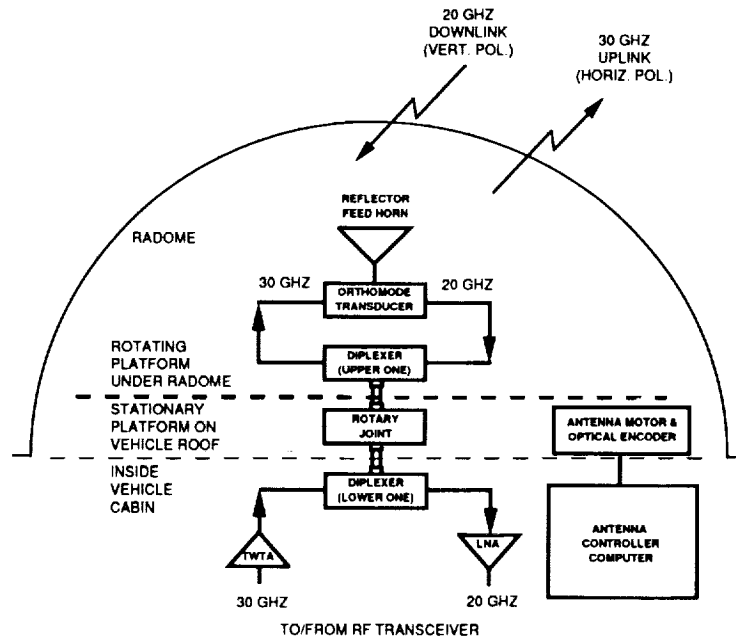 20 GHZ
DOWNLINK
(VERT. POL.)
30 GHZ
UPLINK
(HORIZ. POL.)
REFLECTOR
FEED HORN
RADOME
30 GHZ
20 GHZ
ORTHOMODE
TRANSDUCER
ROTATING
PLATFORM
UNDER RADOME
DIPLEXER
(UPPER ONE)
STATIONARY
PLATFORM ON
VEHICLE ROOF
ROTARY
JOINT
ANTENNA MOTOR &
OPTICAL ENCODER
INSIDE
VEHICLE
CABIN
DIPLEXER
(LOWER ONE)
TWTA
LNA
ANTENNA
CONTROLLER
COMPUTER
30 GHZ
20 GHZ
TO/FROM RF TRANSCEIVER